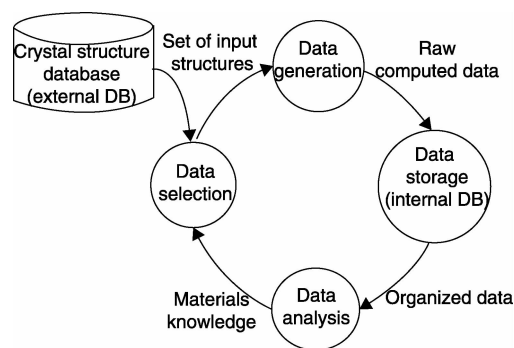 Crystal structure
database
(external DB)
Set of input
structures
Data
generation
Raw
computed data
Data
selection
Data
storage
(internal DB)
Materials
knowledge
Data
analysis
Organized data